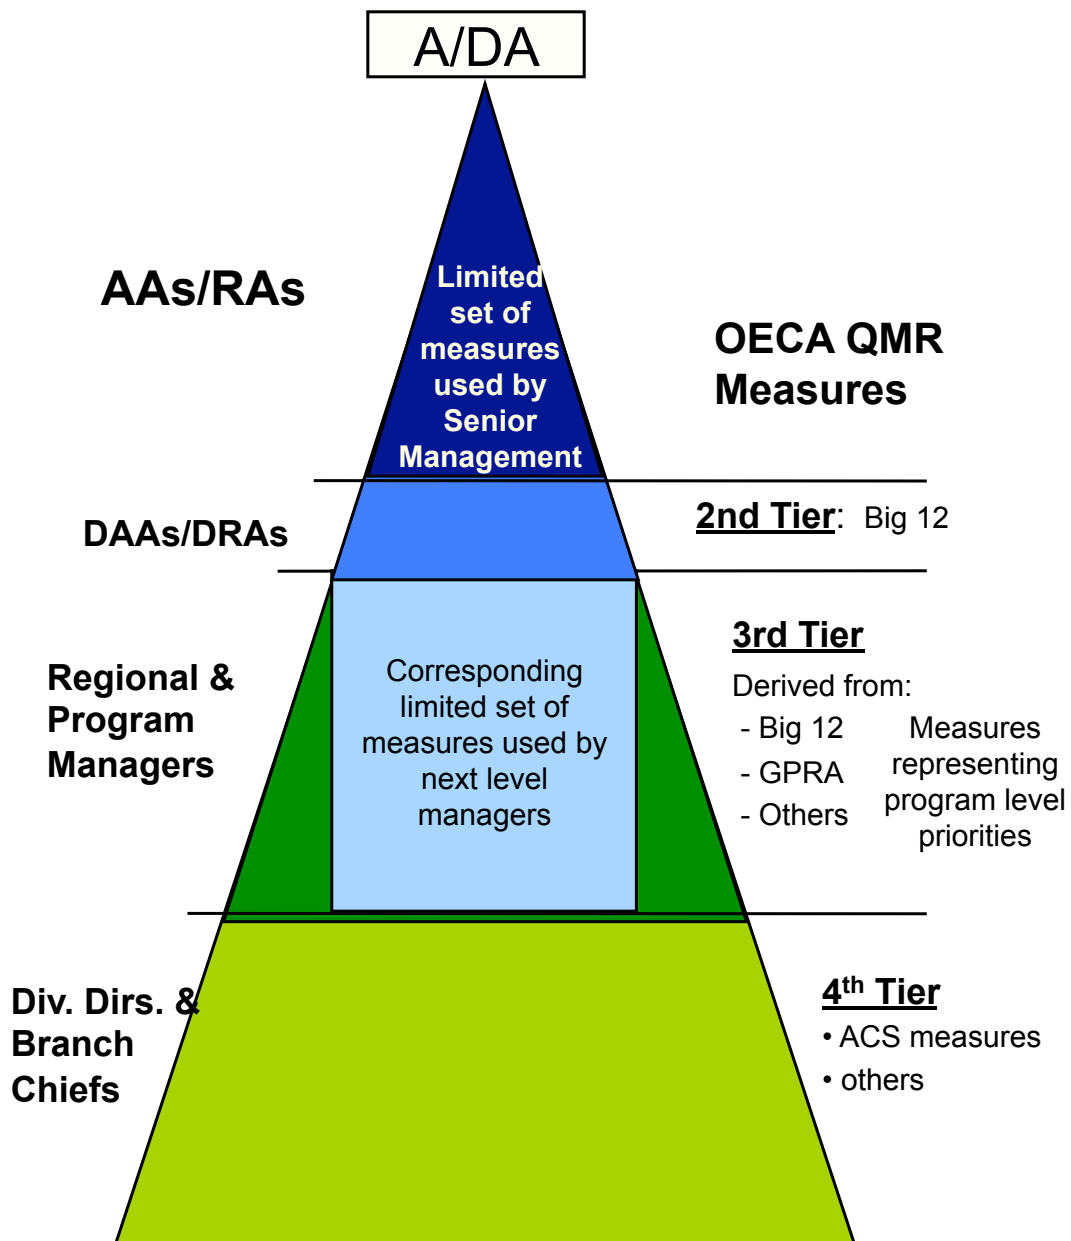 A/DA
AAs/RAs
Limited
set of
measures
used by
Senior
Management
OECA QMR
Measures
DAAs/DRAs
2nd Tier: Big 12
Regional &
Program
Managers
Corresponding
limited set of
measures used by
next level
managers
3rd Tier
Derived from:
- Big 12
- GPRA
- Others
Measures
representing
program level
priorities
Div. Dirs. &
Branch
Chiefs
4th Tier
• ACS measures
• others